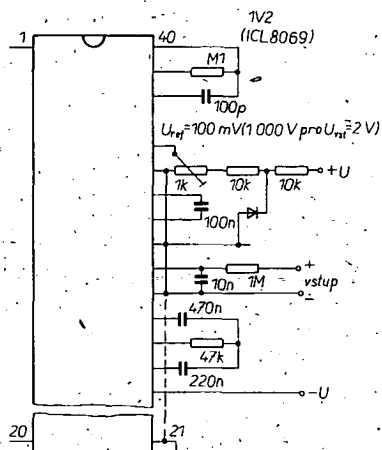 1V2
(ICL8069)
1
40
M1
100p
Uref=100 mV(1 000 V pro Uvst=2 V)
1k
10k
10k
+U
100n
+
vstup
-
10n
1M
470n
47k
220n
-U
20
21